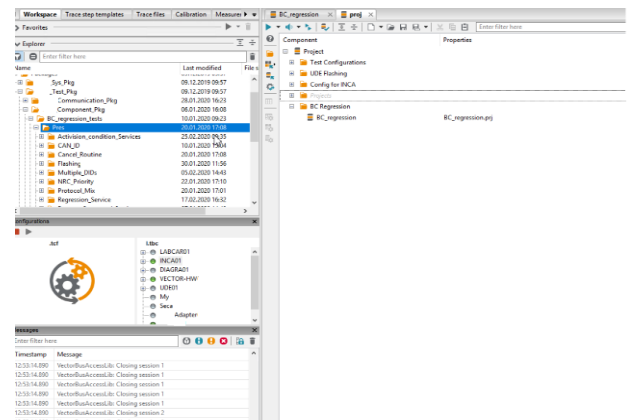 Workspace Trace step templates Trace files Calibration Measurer
BC_regression × proj ×
Favorites
Enter filter here
Explorer
Enter filter here
Name Last modified File s
_Sys_Pkg 09.12.2019 09:57
_Test_Pkg 09.12.2019 09:57
Communication_Pkg 28.01.2020 16:23
Component_Pkg 06.01.2020 16:08
BC_regression_tests 10.01.2020 09:23
Pres 20.01.2020 17:08
Activision_condition_Services 25.02.2020
CAN_ID 10.01.2020
Cancel_Routine 20.01.2020 17:08
Flashing 30.01.2020 11:56
Multiple_DIDs 05.02.2020 14:43
NRC_Priority 22.01.2020 17:10
Protocol_Mix 20.01.2020 17:01
Regression_Service 17.02.2020 16:32
Component Properties
Project
Test Configurations
UDE Flashing
Config for INCA
Projects
BC Regression
BC_regression BC_regression.prj
onfigurations
.tcf .tbc
LABCAR01
INCA01
DIAGRA01
VECTOR-HW
UDE01
My
Seca
Adapter
essages
Enter filter here
Timestamp Message
12:53:14.890 VectorBusAccessLib: Closing session 1
12:53:14.890 VectorBusAccessLib: Closing session 1
12:53:14.890 VectorBusAccessLib: Closing session 1
12:53:14.890 VectorBusAccessLib: Closing session 1
12:53:14.890 VectorBusAccessLib: Closing session 2